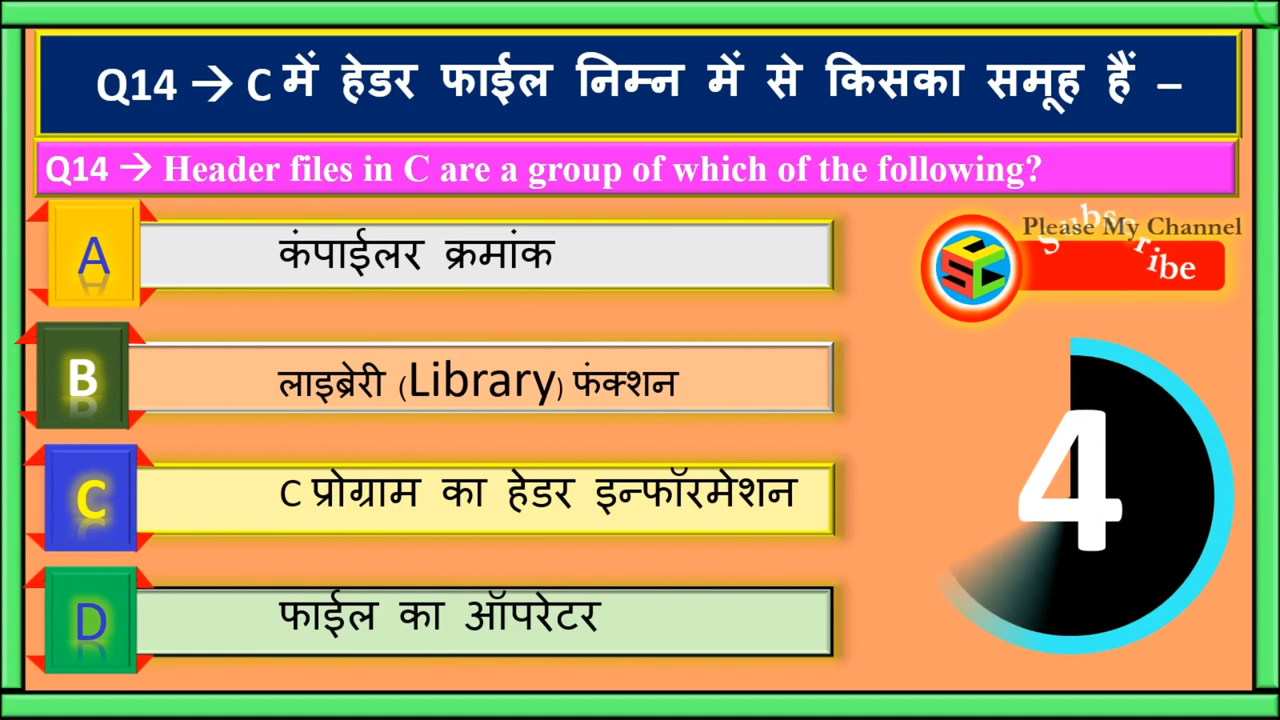 Q14 → C में हेडर फाईल निम्न में से किसका समूह हैं –
Q14 → Header files in C are a group of which of the following?
A
कंपाईलर क्रमांक
Please My Channel
Subscribe
B
लाइब्रेरी (Library) फंक्शन
C
C प्रोग्राम का हेडर इन्फॉरमेशन
4
D
फाईल का ऑपरेटर